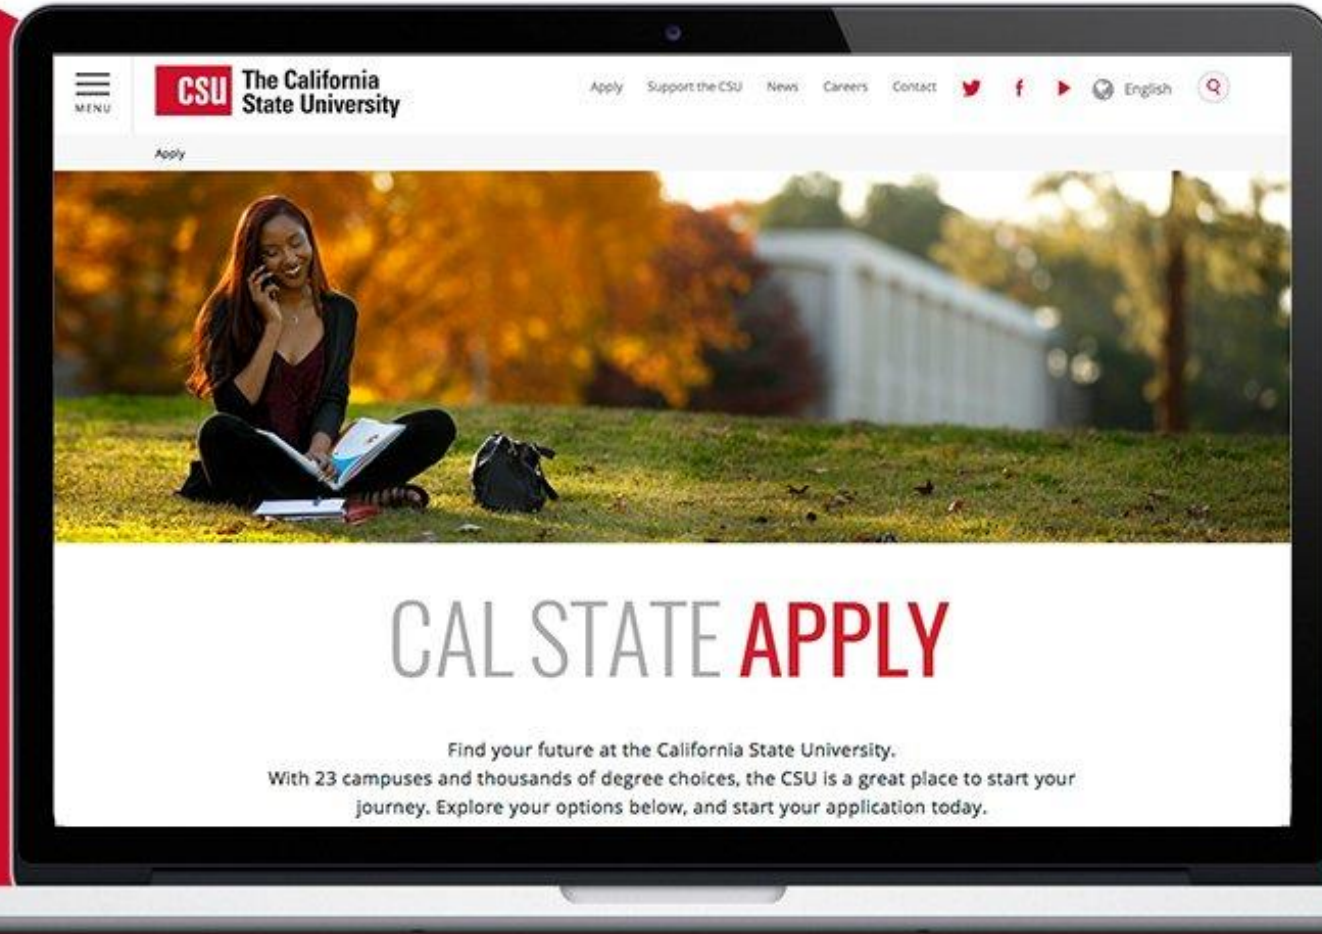 MENU
CSU The California
State University
Apply Support the CSU News Careers Contact English
Apply
CAL STATE APPLY
Find your future at the California State University.
With 23 campuses and thousands of degree choices, the CSU is a great place to start your
journey. Explore your options below, and start your application today.